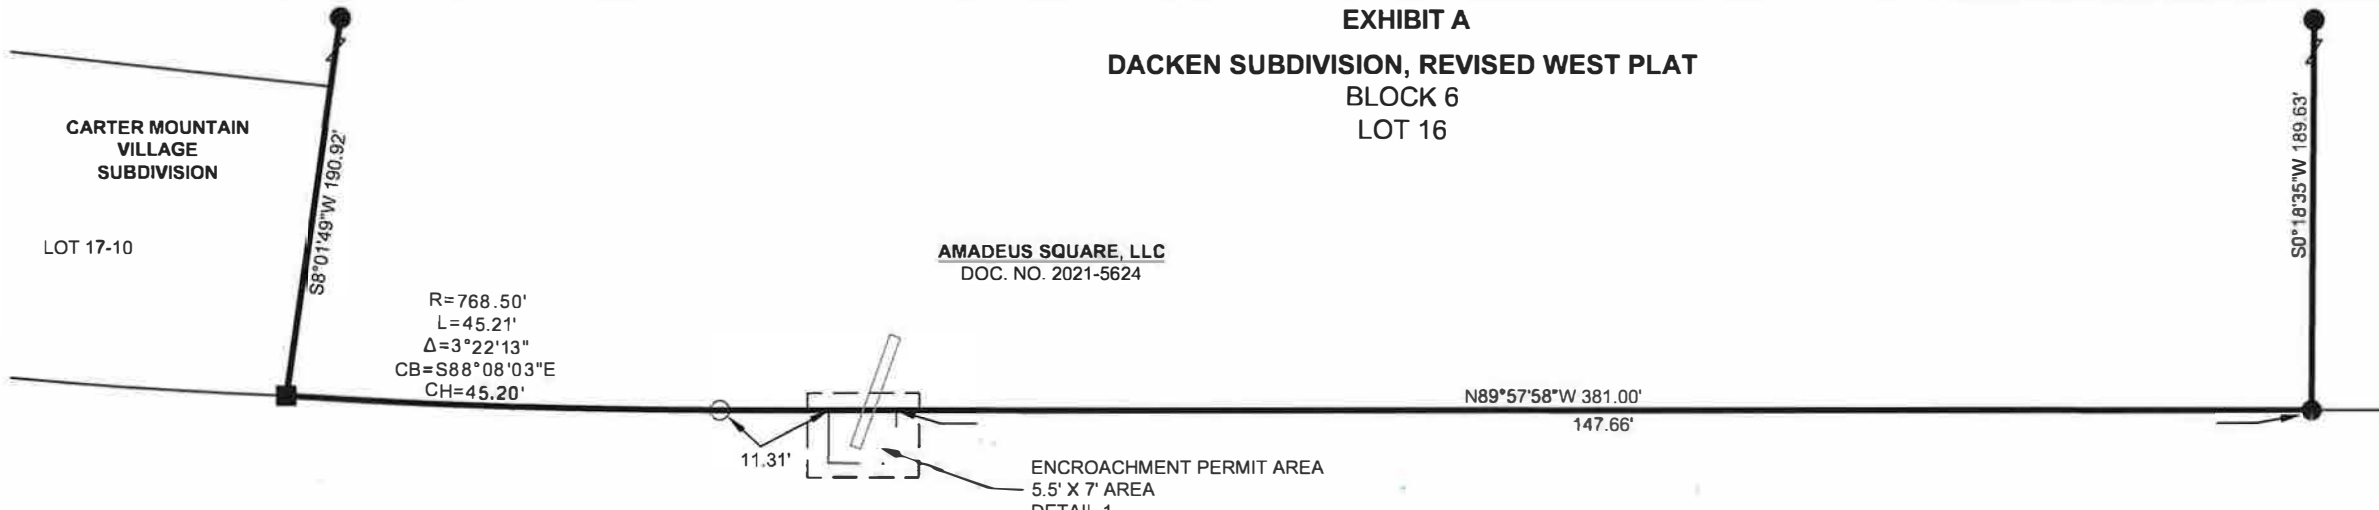 EXHIBIT A
DACKEN SUBDIVISION, REVISED WEST PLAT
BLOCK 6
LOT 16
CARTER MOUNTAIN
VILLAGE
SUBDIVISION
LOT 17-10
S8°01'49"W 190.92'
R=768.50'
L=45.21'
Δ=3°22'13"
CB=S88°08'03"E
CH=45.20'
AMADEUS SQUARE, LLC
DOC. NO. 2021-5624
S0°18'35"W 189.63'
N89°57'58"W 381.00'
147.66'
11.31'
ENCROACHMENT PERMIT AREA
5.5' X 7' AREA
DETAIL 1